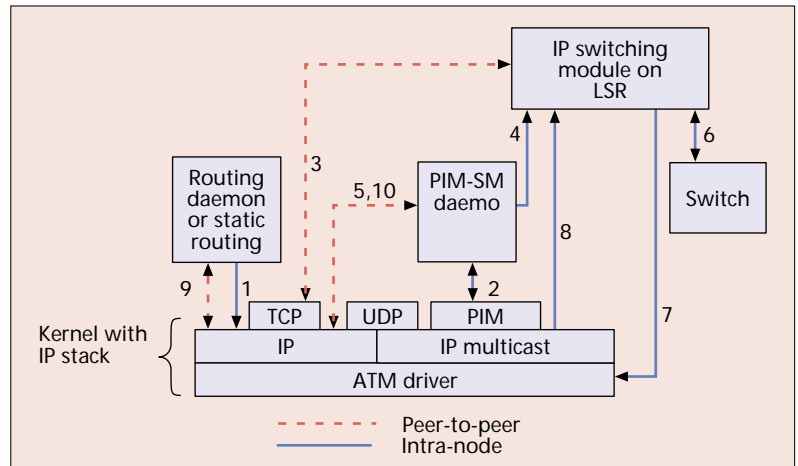 IP switching
module on
LSR
4
6
3
5,10
PIM-SM
daemo
Switch
Routing
daemon
or static
routing
8
9
1
2
7
TCP
UDP
PIM
Kernel with
IP stack
IP
IP multicast
ATM driver
Peer-to-peer
Intra-node